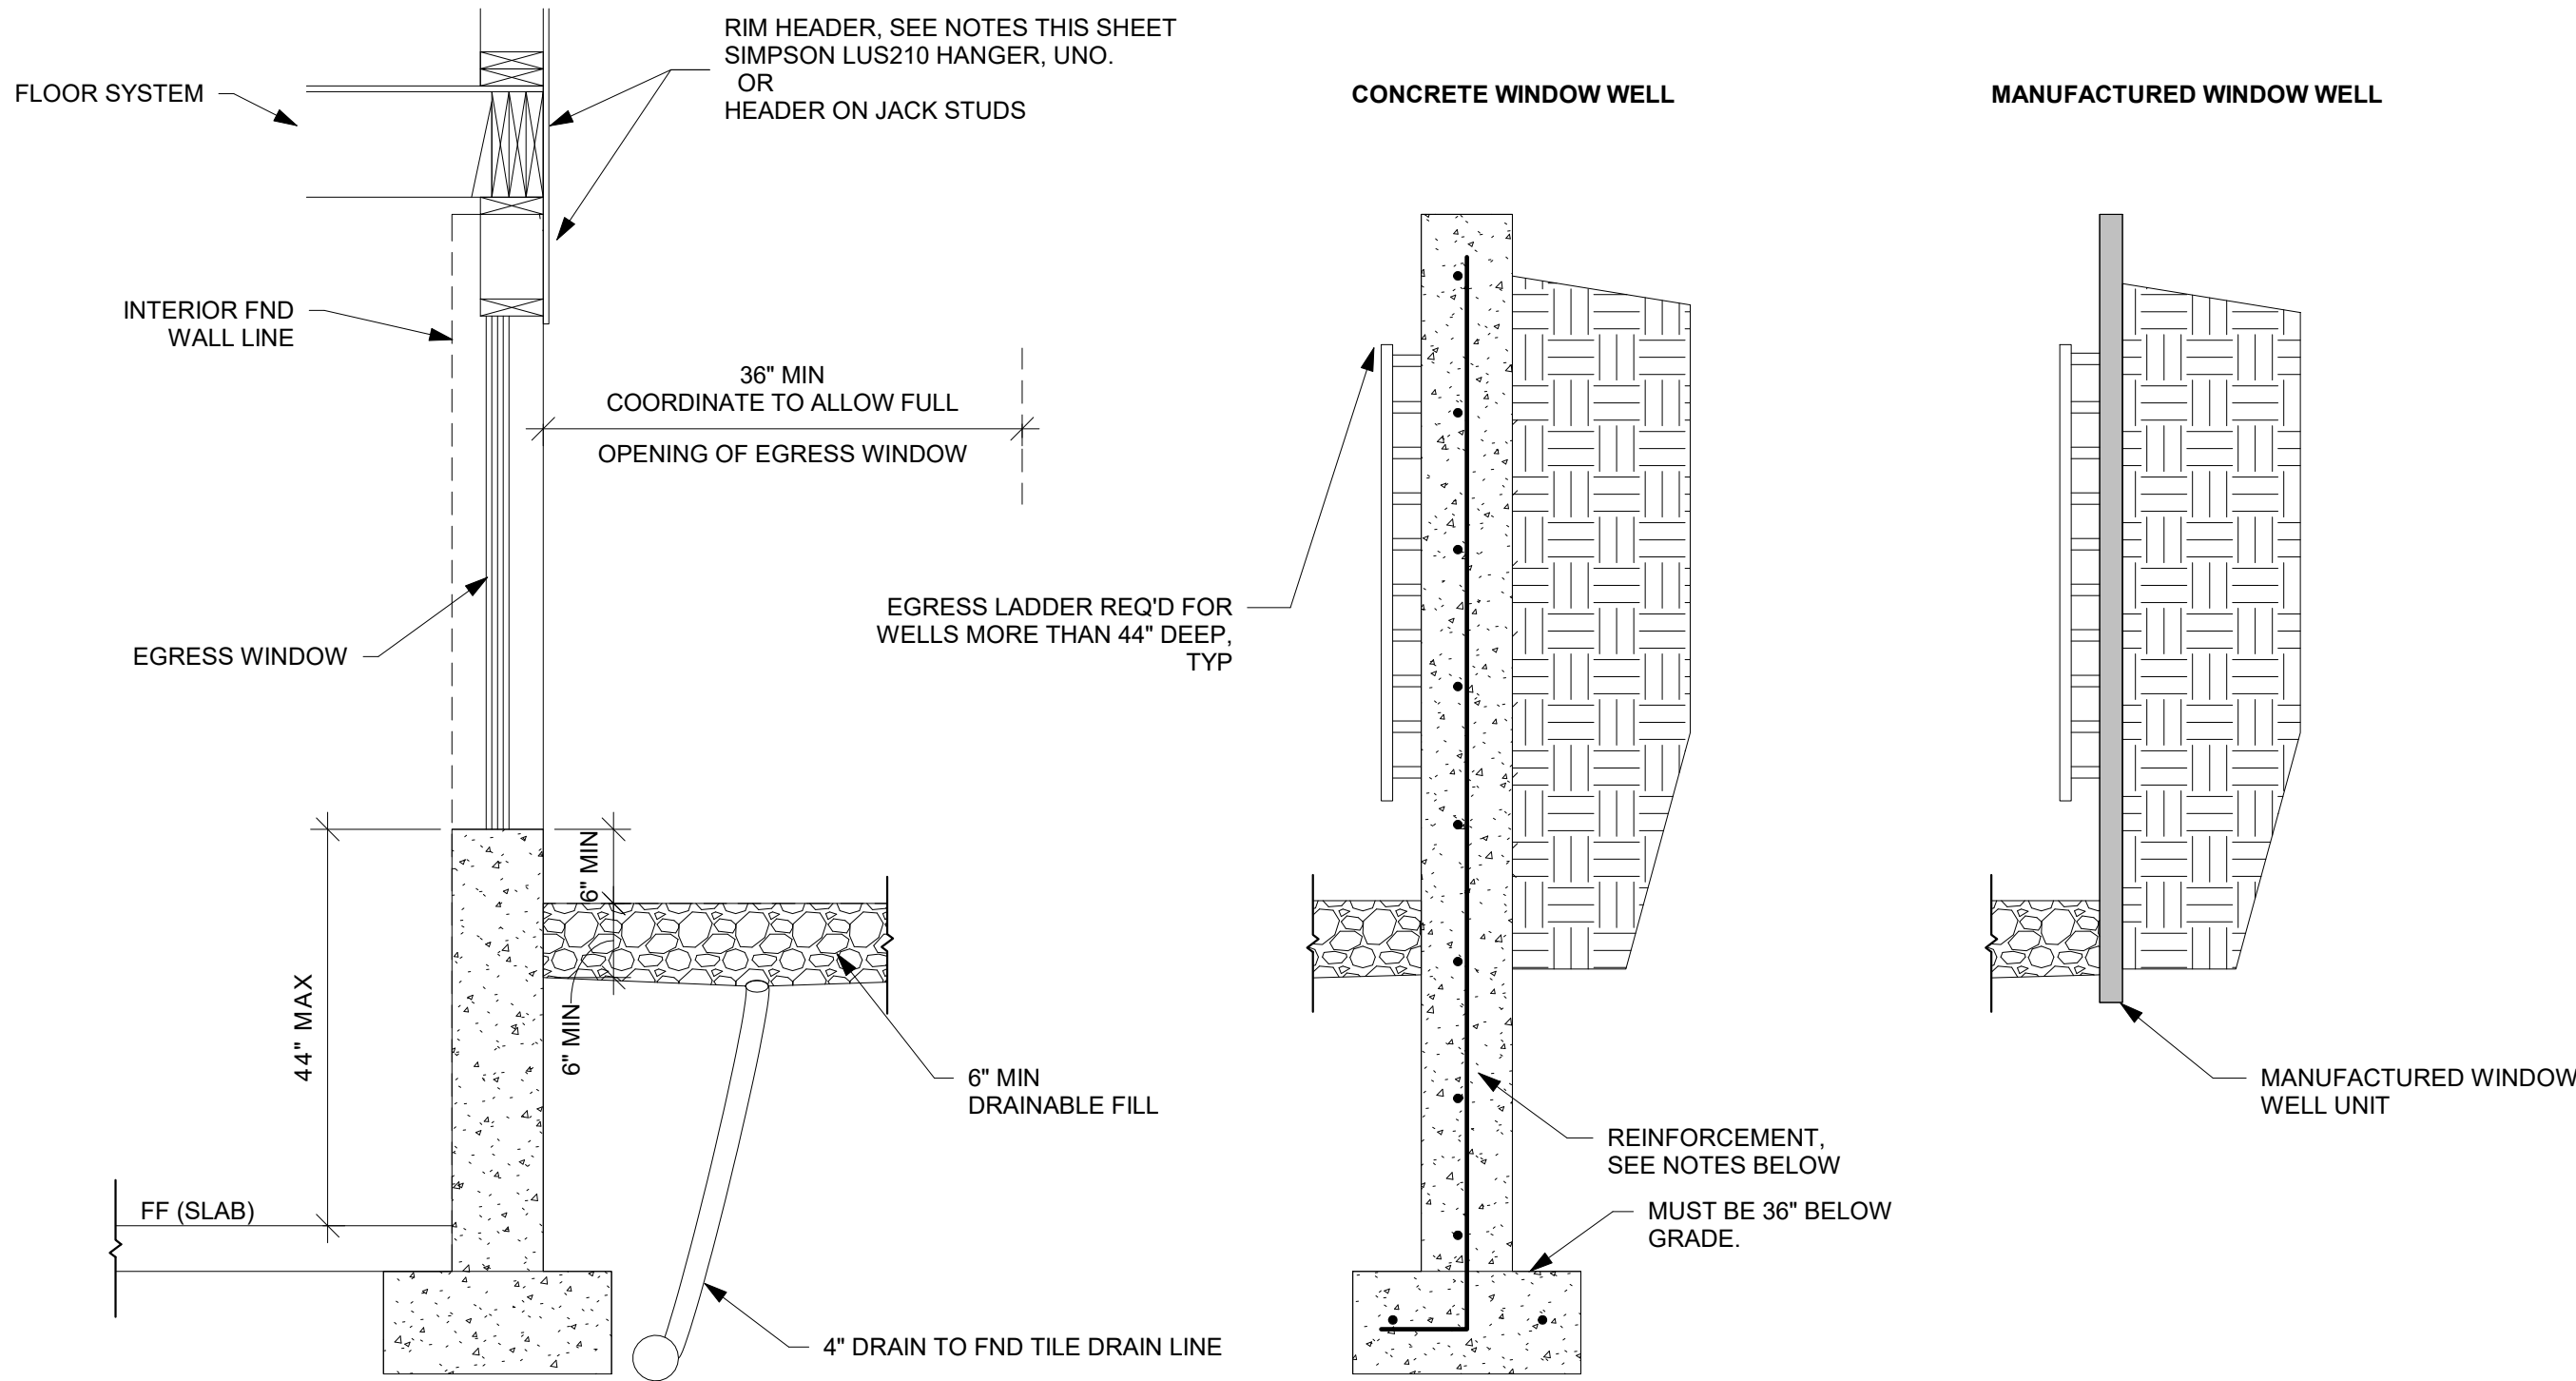 RIM HEADER, SEE NOTES THIS SHEET
SIMPSON LUS210 HANGER, UNO.
OR
HEADER ON JACK STUDS
FLOOR SYSTEM
CONCRETE WINDOW WELL
MANUFACTURED WINDOW WELL
INTERIOR FND
WALL LINE
36" MIN
COORDINATE TO ALLOW FULL
OPENING OF EGRESS WINDOW
EGRESS LADDER REQ'D FOR
WELLS MORE THAN 44" DEEP,
TYP
EGRESS WINDOW
6" MIN
44" MAX
6" MIN
6" MIN
DRAINABLE FILL
MANUFACTURED WINDOW
WELL UNIT
REINFORCEMENT,
SEE NOTES BELOW
FF (SLAB)
MUST BE 36" BELOW
GRADE.
4" DRAIN TO FND TILE DRAIN LINE